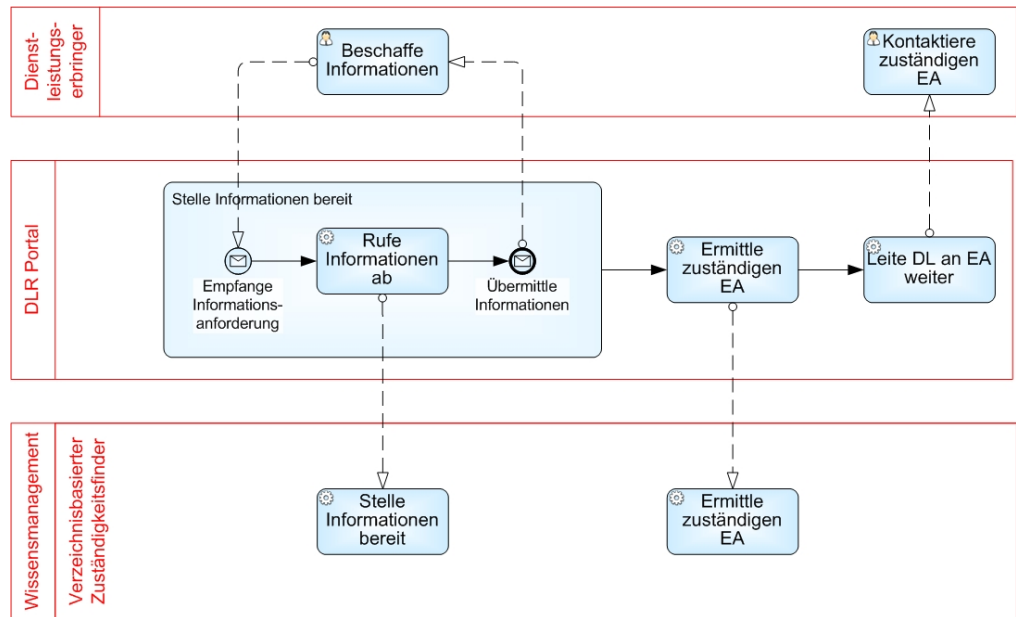 Dienst-
leistungs-
erbringer
Beschaffe
Informationen
Kontaktiere
zuständigen
EA
DLR Portal
Stelle Informationen bereit
Empfange
Informations-
anforderung
Rufe
Informationen
ab
Übermittle
Informationen
Ermittle
zuständigen
EA
Leite DL an EA
weiter
Wissensmanagement
Verzeichnisbasierter
Zuständigkeitsfinder
Stelle
Informationen
bereit
Ermittle
zuständigen
EA